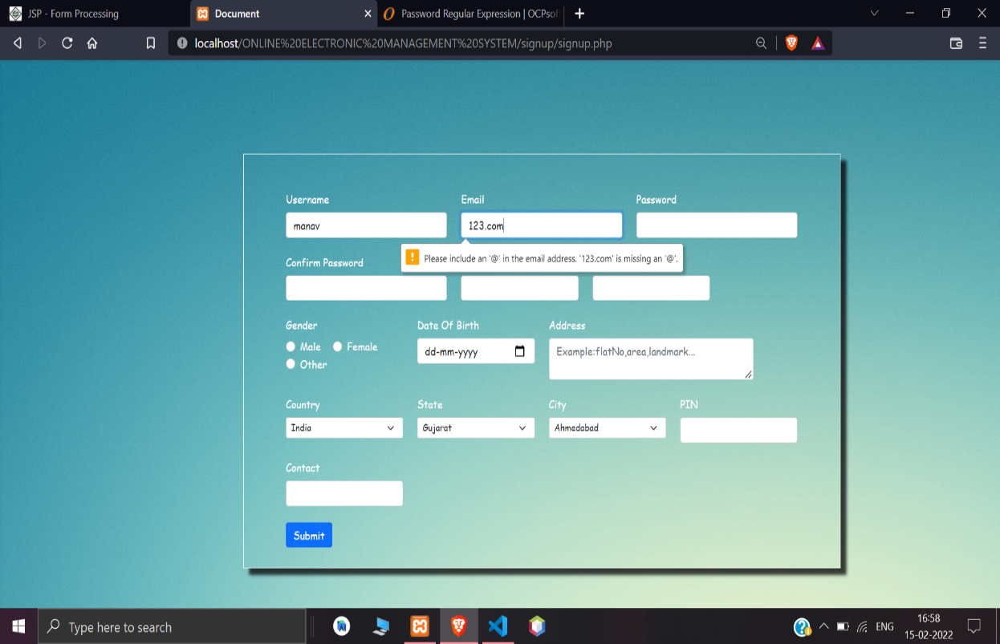 JSP - Form Processing
Document
Password Regular Expression | OCPsof
localhost/ONLINE%20ELECTRONIC%20MANAGEMENT%20SYSTEM/signup/signup.php
Username Email Password
manav 123.com
Please include an '@' in the email address. '123.com' is missing an '@'.
Confirm Password
Gender Date Of Birth Address
Male Female dd-mm-yyyy Example:flatNo,area,landmark...
Other
Country State City PIN
India Gujarat Ahmedabad
Contact
Submit
Type here to search
ENG
16:58
15-02-2022